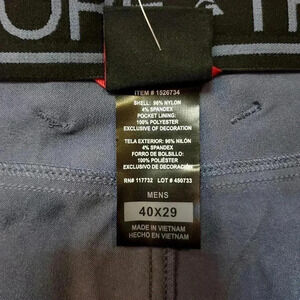 ITEM # 1526734
SHELL: 96% NYLON
4% SPANDEX
POCKET LINING:
100% POLYESTER
EXCLUSIVE OF DECORATION
TELA EXTERIOR: 96% NILÓN
4% SPANDEX
FORRO DE BOLSILLO:
100% POLIÉSTER
EXCLUSIVO DE DECORACIÓN
RN# 117732 LOT # 450733
MENS
40X29
MADE IN VIETNAM
HECHO EN VIETNAM